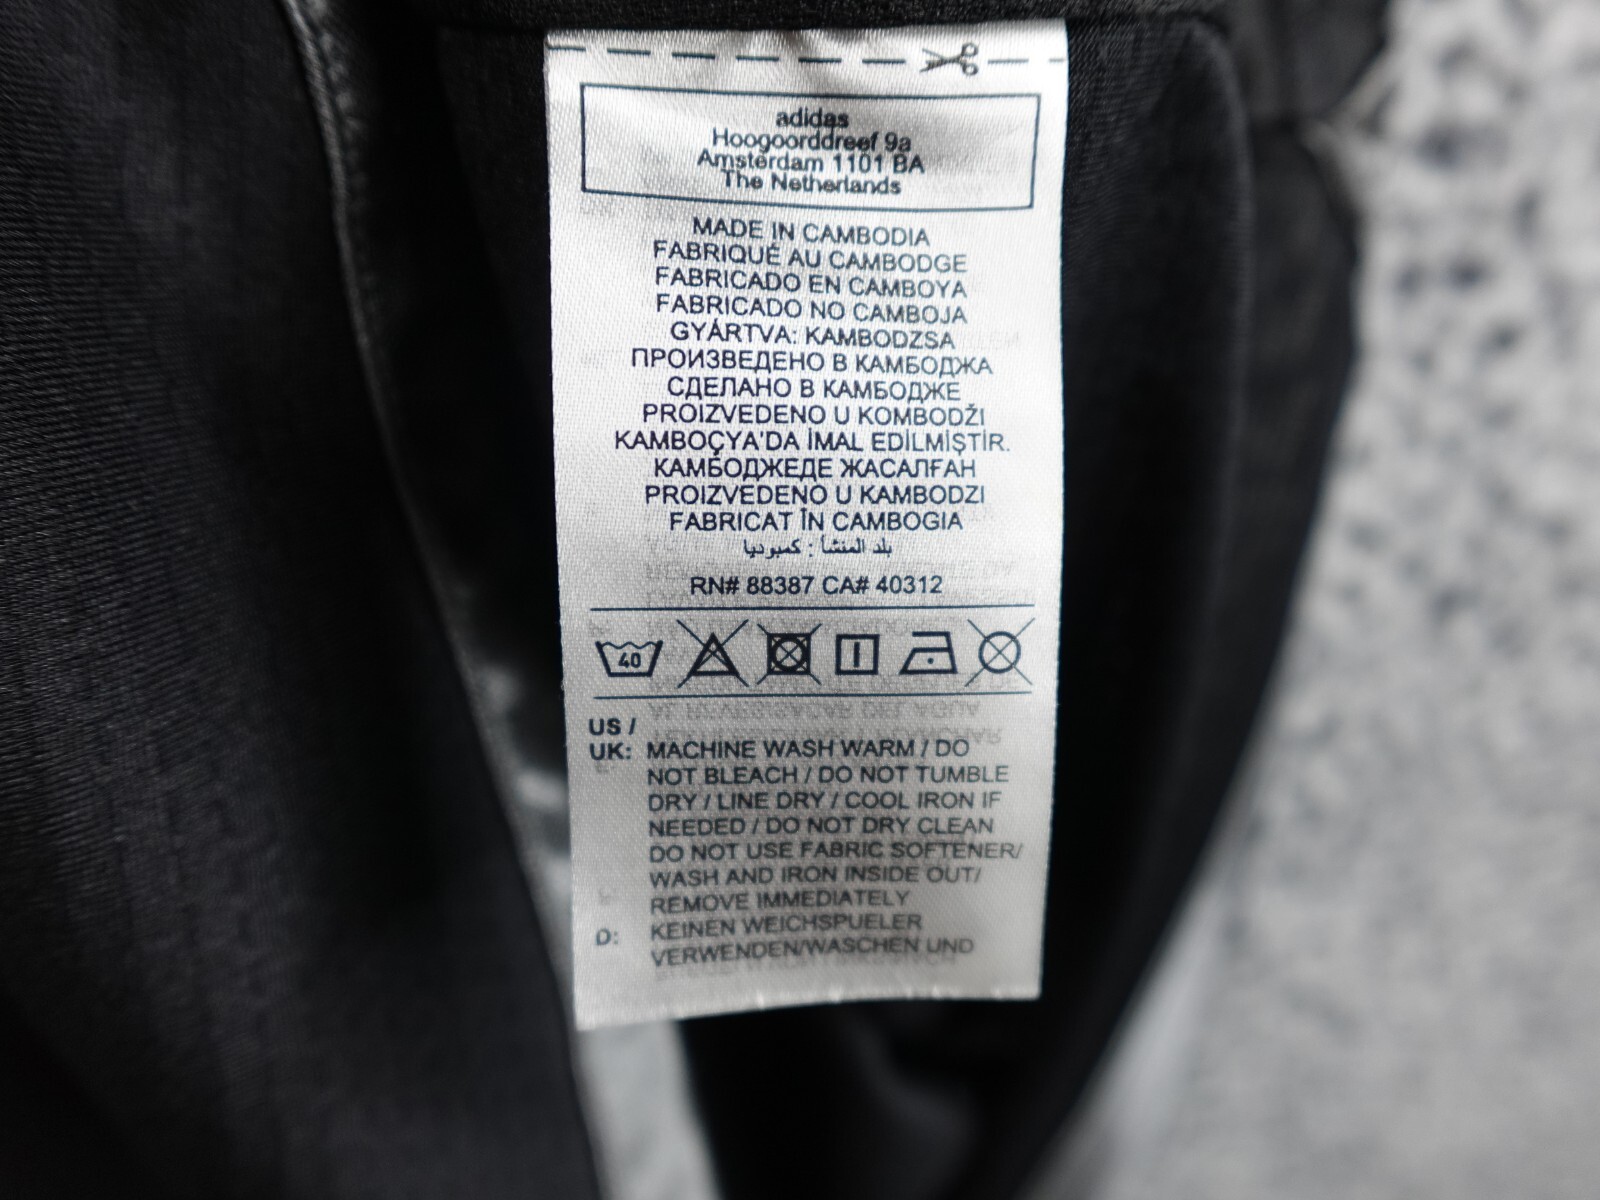 adidas
Hoogoorddreef 9a
Amsterdam 1101 BA
The Netherlands
MADE IN CAMBODIA
FABRIQUÉ AU CAMBODGE
FABRICADO EN CAMBOYA
FABRICADO NO CAMBOJA
GYÁRTVA: KAMBODZSA
ПРОИЗВЕДЕНО В КАМБОДЖА
СДЕЛАНО В КАМБОДЖЕ
PROIZVEDENO U KOMBODŽI
KAMBOÇYA'DA İMAL EDİLMİŞTİR.
КАМБОДЖЕДЕ ЖАСАЛҒАН
PROIZVEDENO U KAMBODZI
FABRICAT ÎN CAMBOGIA
بلد المنشأ : كمبوديا
RN# 88387 CA# 40312
40
US /
UK: MACHINE WASH WARM / DO
NOT BLEACH / DO NOT TUMBLE
DRY / LINE DRY / COOL IRON IF
NEEDED / DO NOT DRY CLEAN
DO NOT USE FABRIC SOFTENER/
WASH AND IRON INSIDE OUT/
REMOVE IMMEDIATELY
D: KEINEN WEICHSPUELER
VERWENDEN/WASCHEN UND